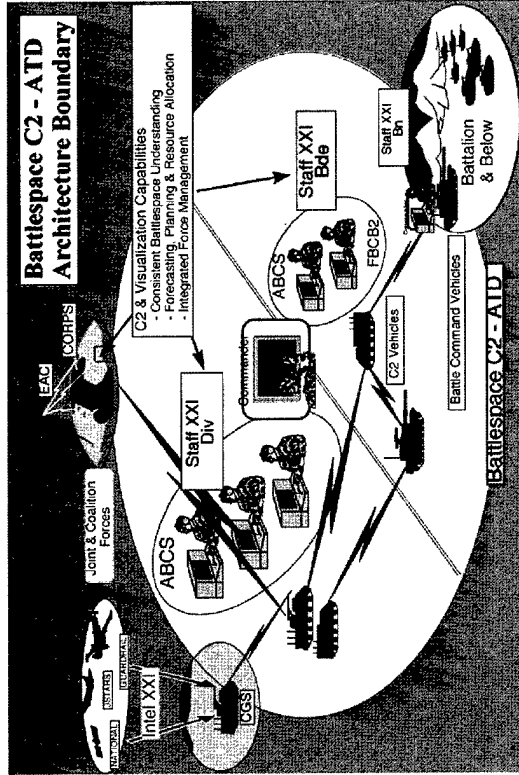 Battlespace C2 - ATD
Architecture Boundary
EAC
CORPS
Joint & Coalition
Forces
NATIONAL
JSTARS
GUARDRAIL
Intel XXI
CGS
C2 & Visualization Capabilities
- Consistent Battlespace Understanding
- Forecasting, Planning & Resource Allocation
- Integrated Force Management
Staff XXI
Div
ABCS
Commander
Staff XXI
Bde
ABCS
FBCB2
Staff XXI
Bn
Battalion
& Below
C2 Vehicles
Battle Command Vehicles
Battlespace C2 - ATD